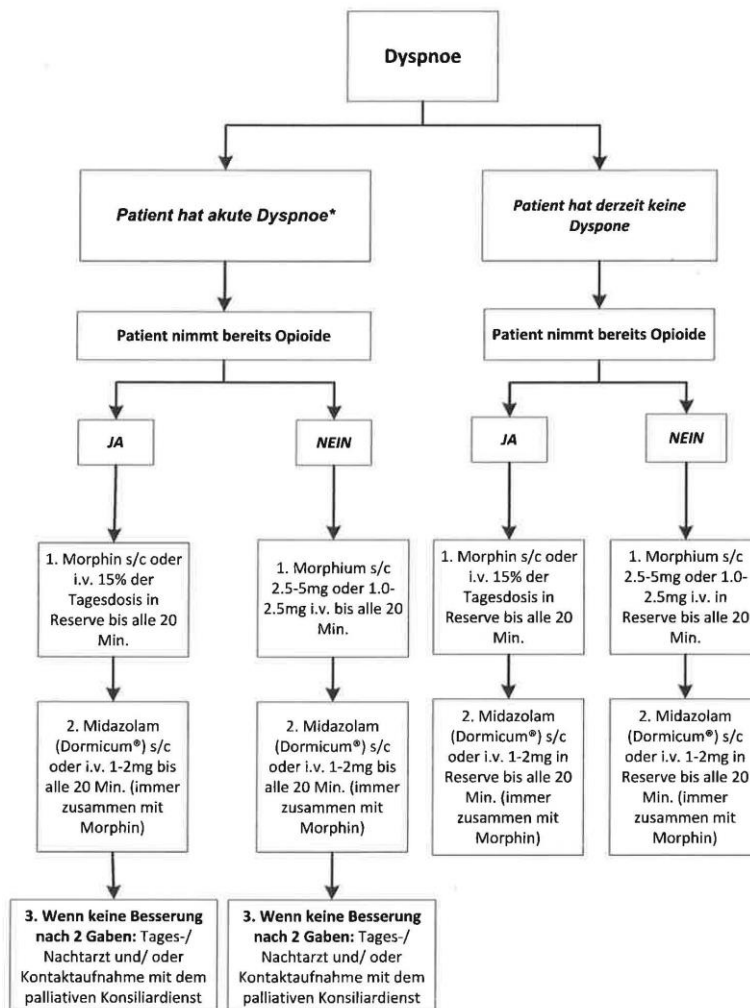 Dyspnoe
Patient hat akute Dyspnoe*
Patient hat derzeit keine
Dyspone
Patient nimmt bereits Opioide
Patient nimmt bereits Opioide
JA
NEIN
JA
NEIN
1. Morphin s/c oder
i.v. 15% der
Tagesdosis in
Reserve bis alle 20
Min.
1. Morphium s/c
2.5-5mg oder 1.0-
2.5mg i.v. bis alle 20
Min.
1. Morphin s/c oder
i.v. 15% der
Tagesdosis in
Reserve bis alle 20
Min.
1. Morphium s/c
2.5-5mg oder 1.0-
2.5mg i.v. in
Reserve bis alle 20
Min.
2. Midazolam
(Dormicum®) s/c
oder i.v. 1-2mg bis
alle 20 Min. (immer
zusammen mit
Morphin)
2. Midazolam
(Dormicum®) s/c
oder i.v. 1-2mg bis
alle 20 Min. (immer
zusammen mit
Morphin)
2. Midazolam
(Dormicum®) s/c
oder i.v. 1-2mg in
Reserve bis alle 20
Min. (immer
zusammen mit
Morphin)
2. Midazolam
(Dormicum®) s/c
oder i.v. 1-2mg in
Reserve bis alle 20
Min. (immer
zusammen mit
Morphin)
3. Wenn keine Besserung
nach 2 Gaben: Tages-/
Nachtarzt und/ oder
Kontaktaufnahme mit dem
palliativen Konsiliardienst
3. Wenn keine Besserung
nach 2 Gaben: Tages-/
Nachtarzt und/ oder
Kontaktaufnahme mit dem
palliativen Konsiliardienst